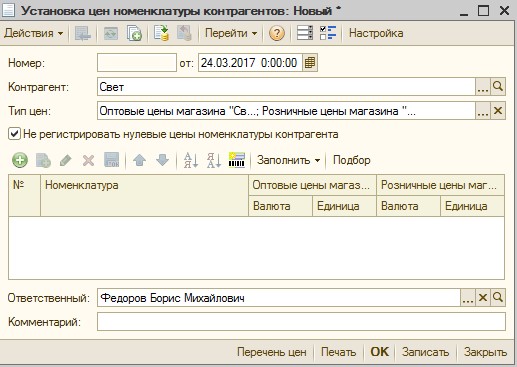 Установка цен номенклатуры контрагентов: Новый *
Действия Перейти ? Настройка
Номер: от: 24.03.2017 0:00:00
Контрагент: Свет ...
Тип цен: Оптовые цены магазина "Св...; Розничные цены магазина "... ...
Не регистрировать нулевые цены номенклатуры контрагента
Заполнить Подбор
№ Номенклатура Оптовые цены магаз... Розничные цены маг...
Валюта Единица Валюта Единица
Ответственный: Федоров Борис Михайлович ...
Комментарий:
Перечень цен Печать OK Записать Закрыть